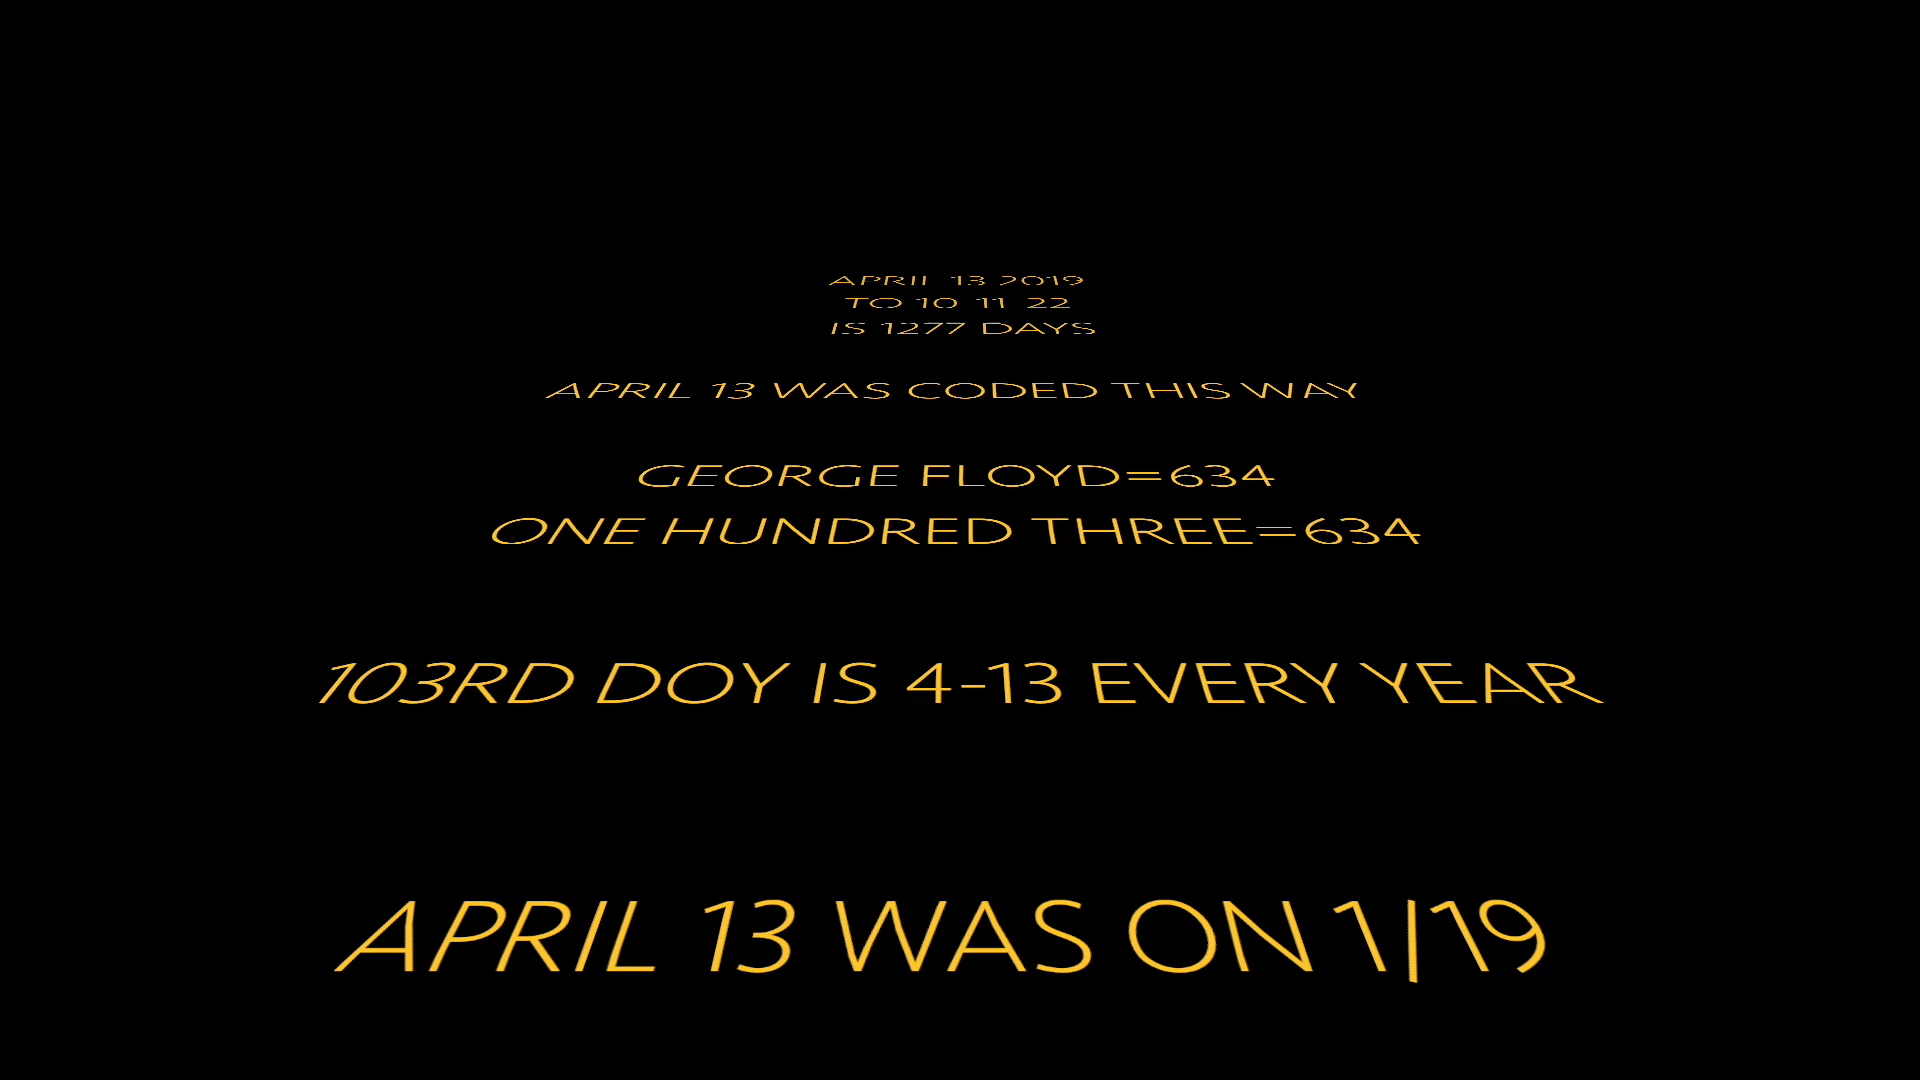 APRIL 13 2019
TO 10 11 22
IS 1277 DAYS
APRIL 13 WAS CODED THIS WAY
GEORGE FLOYD=634
ONE HUNDRED THREE=634
103RD DOY IS 4-13 EVERY YEAR
APRIL 13 WAS ON 1/19